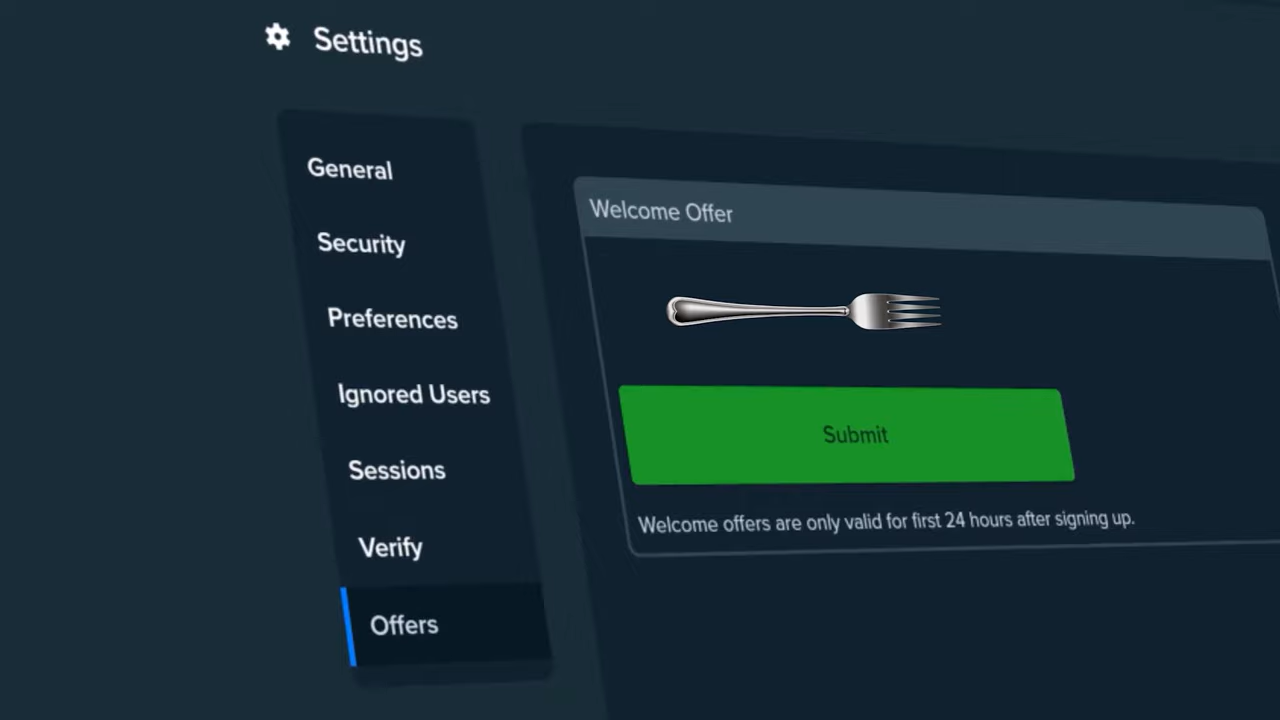 Settings
General
Security
Preferences
Ignored Users
Sessions
Verify
Offers
Welcome Offer
Submit
Welcome offers are only valid for first 24 hours after signing up.